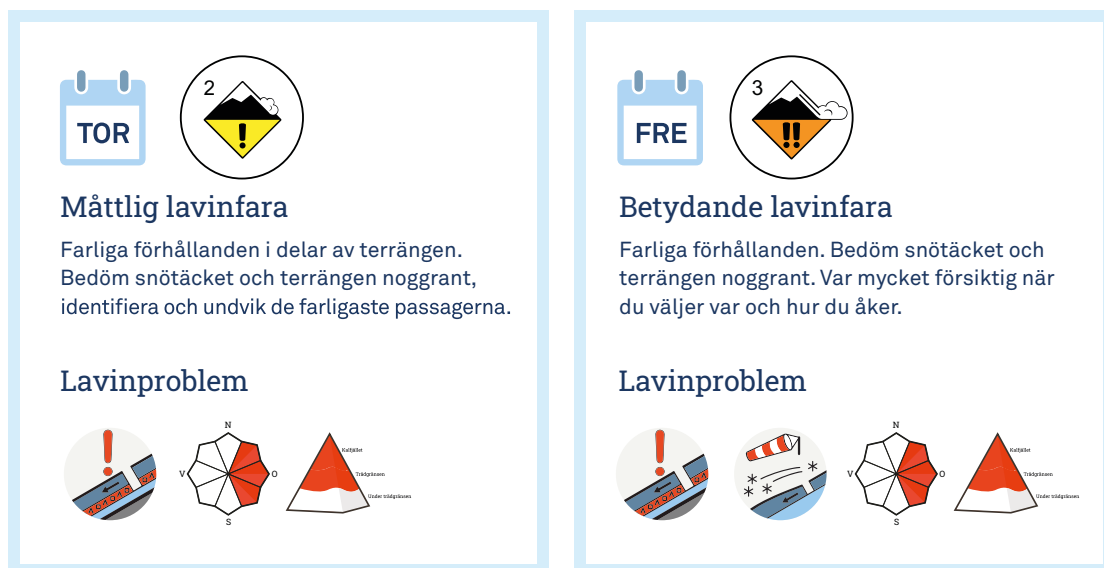 TOR
2
Måttlig lavinfara
Farliga förhållanden i delar av terrängen.
Bedöm snötäcket och terrängen noggrant,
identifiera och undvik de farligaste passagerna.
Lavinproblem
N
V
O
S
Kalfjället
Trädgränsen
Under trädgränsen
FRE
3
Betydande lavinfara
Farliga förhållanden. Bedöm snötäcket och
terrängen noggrant. Var mycket försiktig när
du väljer var och hur du åker.
Lavinproblem
N
V
O
S
Kalfjället
Trädgränsen
Under trädgränsen